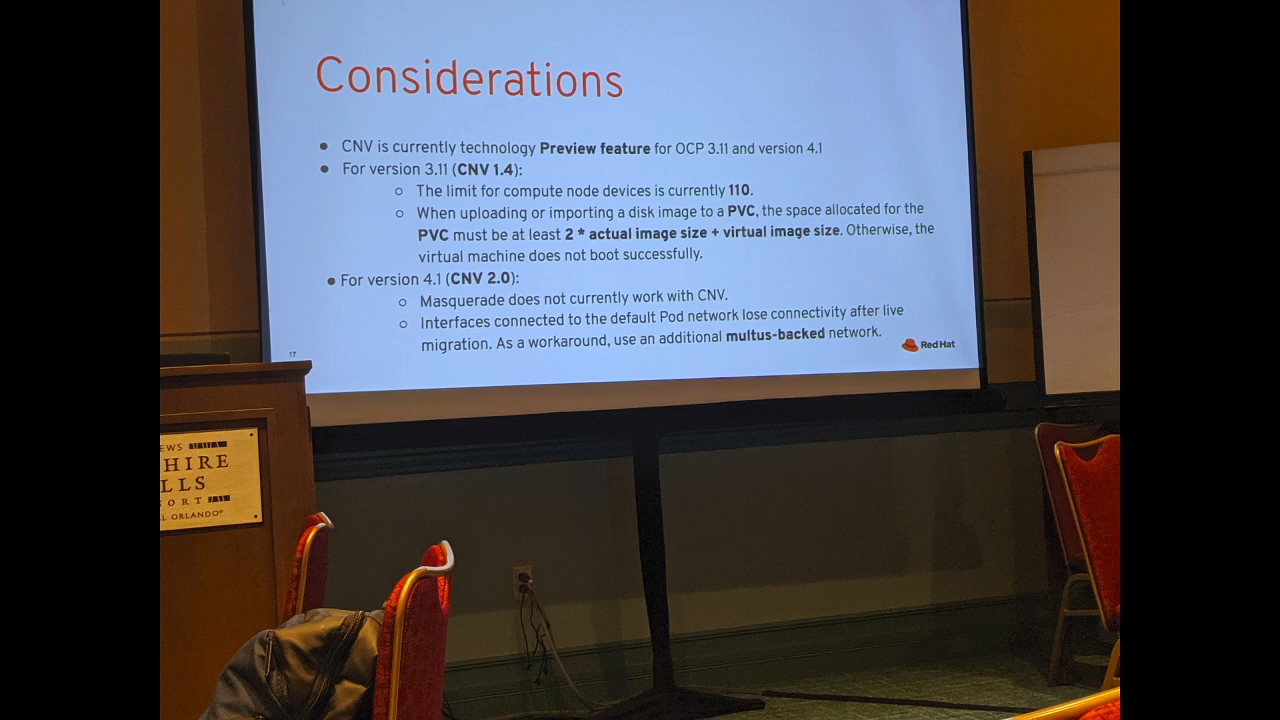 Considerations
● CNV is currently technology Preview feature for OCP 3.11 and version 4.1
● For version 3.11 (CNV 1.4):
○ The limit for compute node devices is currently 110.
○ When uploading or importing a disk image to a PVC, the space allocated for the
PVC must be at least 2 * actual image size + virtual image size. Otherwise, the
virtual machine does not boot successfully.
● For version 4.1 (CNV 2.0):
○ Masquerade does not currently work with CNV.
○ Interfaces connected to the default Pod network lose connectivity after live
migration. As a workaround, use an additional multus-backed network.
17
Red Hat
EWS
HIRE
LLS
ORT
L ORLANDO®